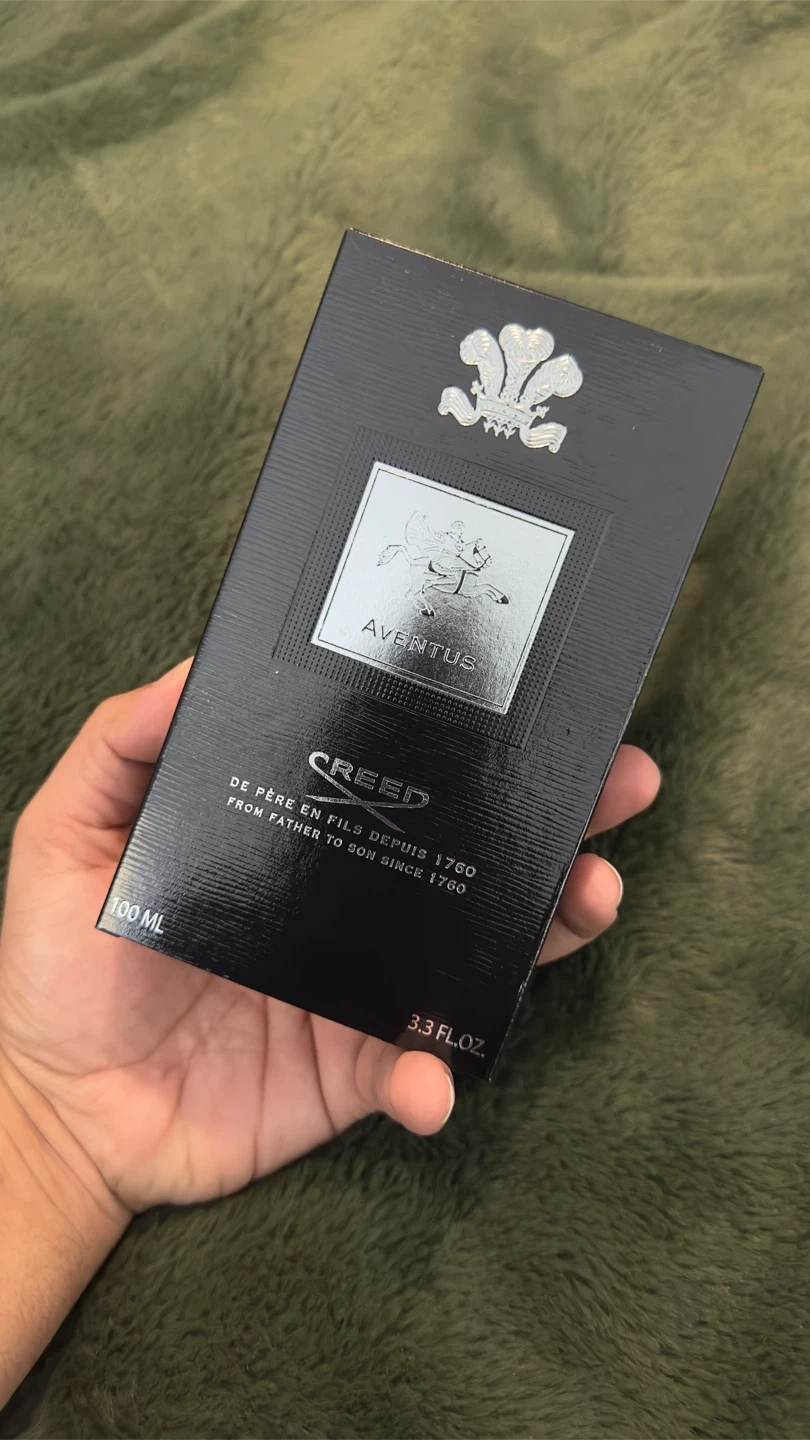 AVENTUS
CREED
DE PÈRE EN FILS DEPUIS 1760
FROM FATHER TO SON SINCE 1760
100 ML
3.3 FL.OZ.